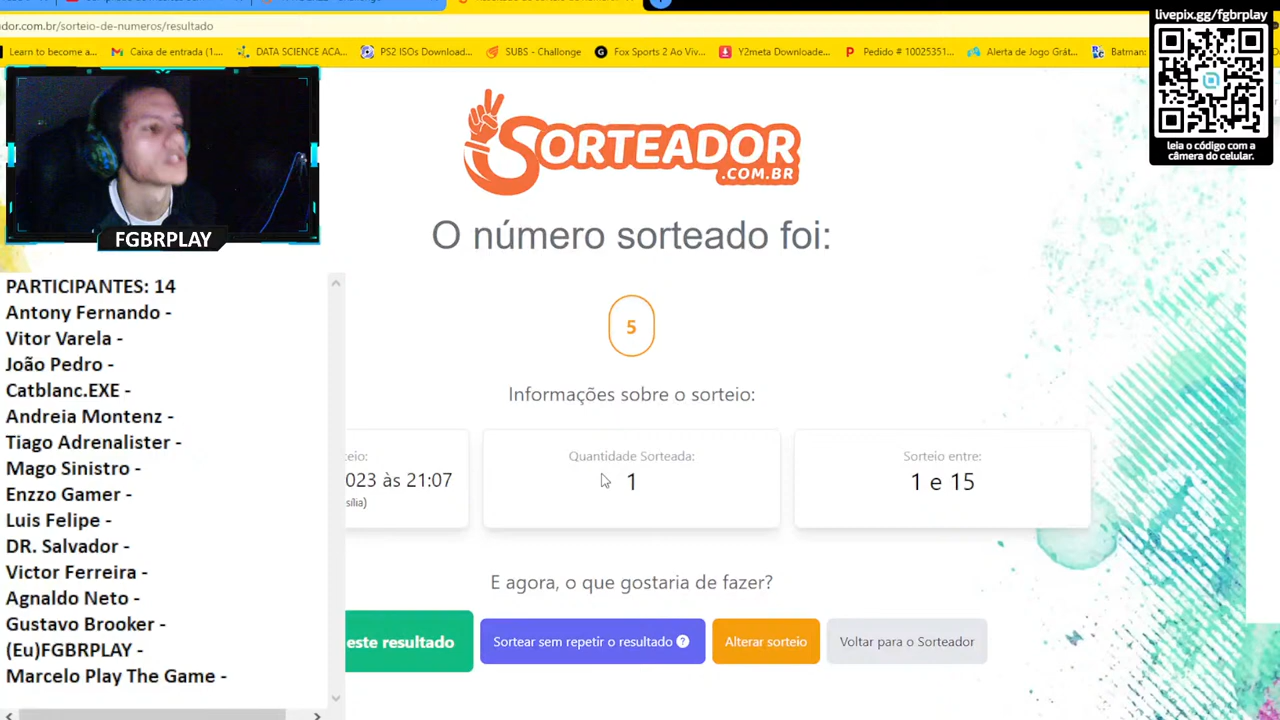 dor.com.br/sorteio-de-numeros/resultado
livepix.gg/fgbrplay
Learn to become a...
Caixa de entrada (1....
DATA SCIENCE ACA...
PS2 ISOs Download...
SUBS - Challonge
Fox Sports 2 Ao Viv...
Y2meta Downloade...
Pedido # 10025351...
Alerta de Jogo Grát...
Batman:
leia o código com a
câmera do celular.
SORTEADOR
.COM.BR
FGBRPLAY
O número sorteado foi:
5
PARTICIPANTES: 14
Antony Fernando -
Vitor Varela -
João Pedro -
Catblanc.EXE -
Andreia Montenz -
Tiago Adrenalister -
Mago Sinistro -
Enzzo Gamer -
Luis Felipe -
DR. Salvador -
Victor Ferreira -
Agnaldo Neto -
Gustavo Brooker -
(Eu)FGBRPLAY -
Marcelo Play The Game -
Informações sobre o sorteio:
eio:
023 às 21:07
sília)
Quantidade Sorteada:
1
Sorteio entre:
1 e 15
E agora, o que gostaria de fazer?
este resultado
Sortear sem repetir o resultado ?
Alterar sorteio
Voltar para o Sorteador